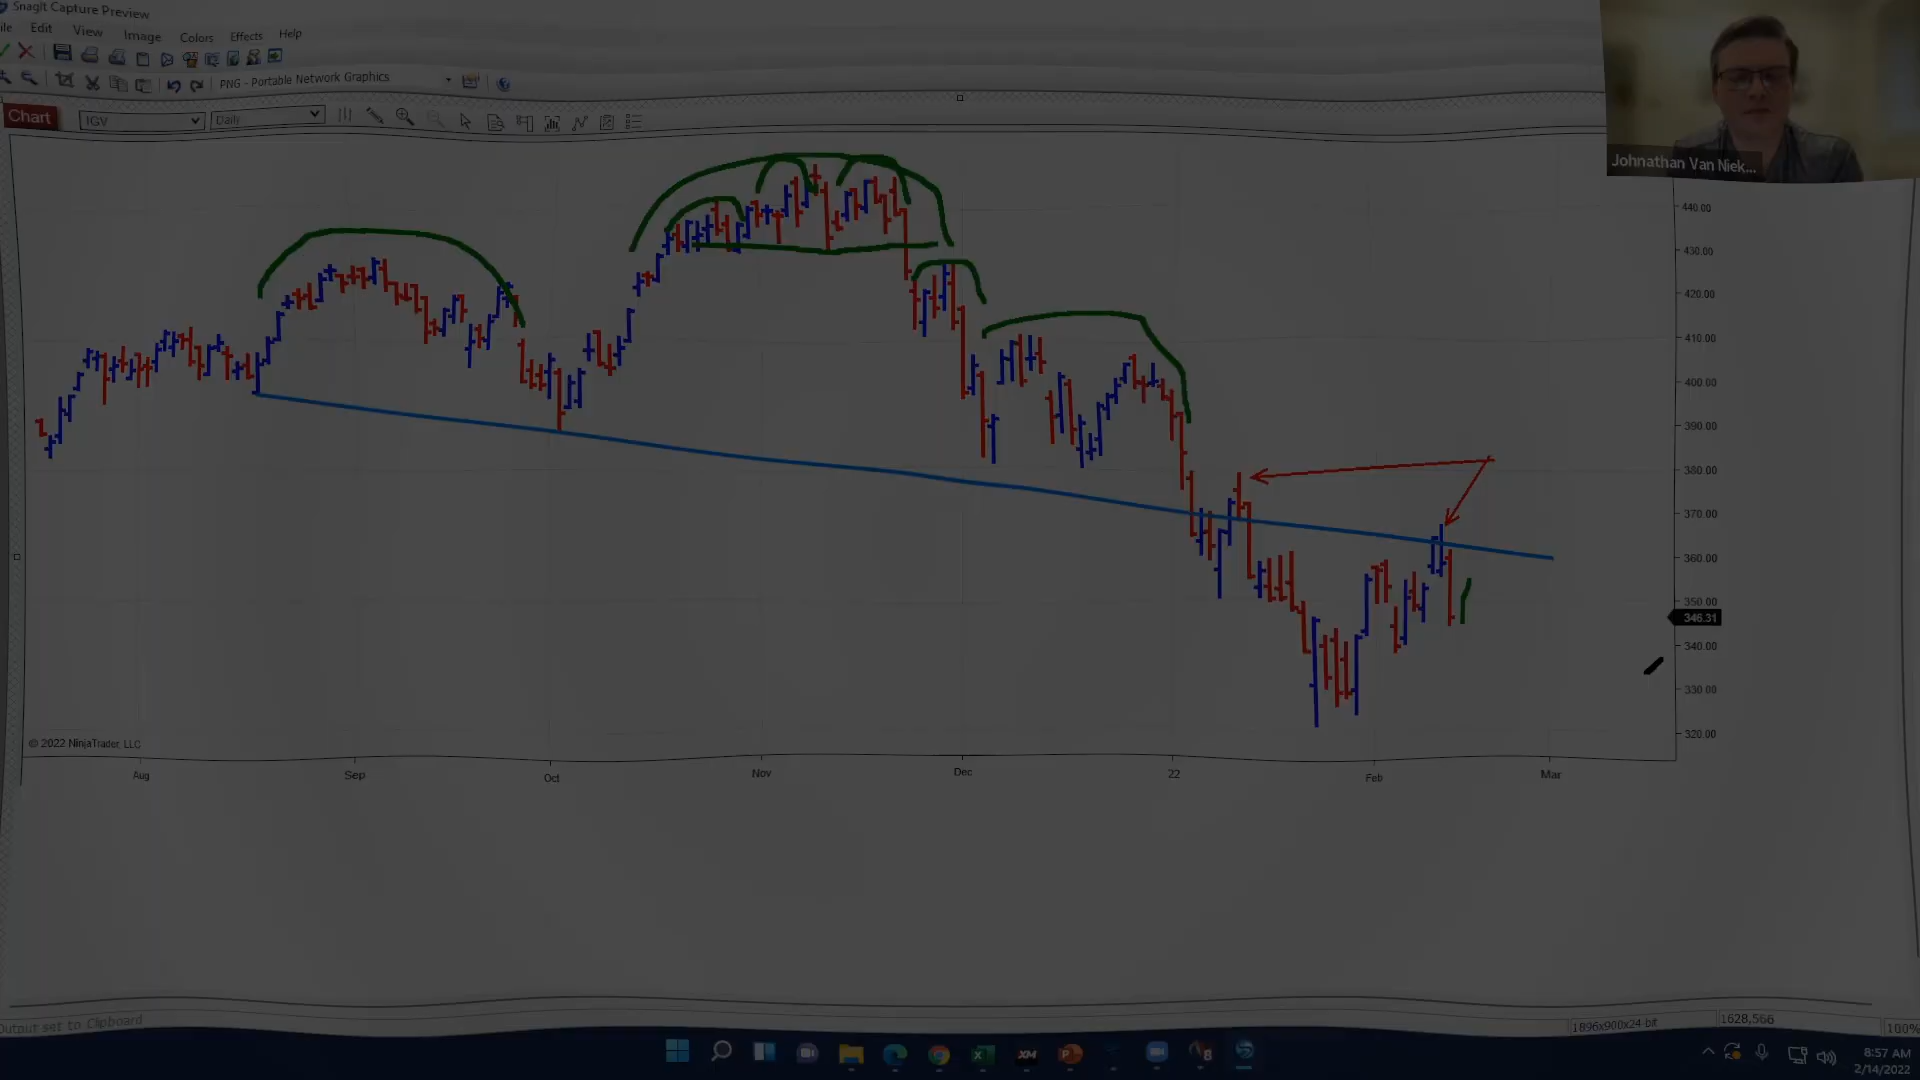 Snagit Capture Preview
Edit View Image Colors Effects Help
PNG - Portable Network Graphics
Chart IGV Daily
Johnathan Van Niek...
440.00
430.00
420.00
410.00
400.00
390.00
380.00
370.00
360.00
350.00
346.31
340.00
330.00
320.00
© 2022 NinjaTrader, LLC
Aug Sep Oct Nov Dec 22 Feb Mar
Output set to Clipboard
1896x900x24-bit 1628,566 100%
8:57 AM
2/14/2022